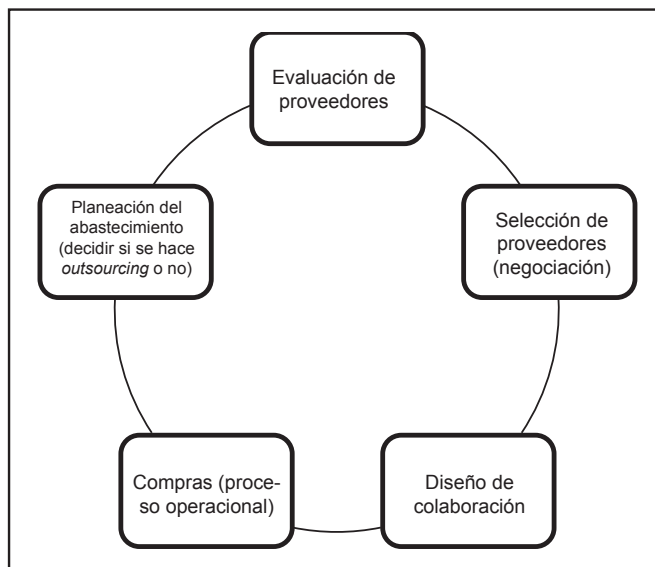 Evaluación de
proveedores
Planeación del
abastecimiento
(decidir si se hace
outsourcing o no)
Selección de
proveedores
(negociación)
Compras (proce-
so operacional)
Diseño de
colaboración